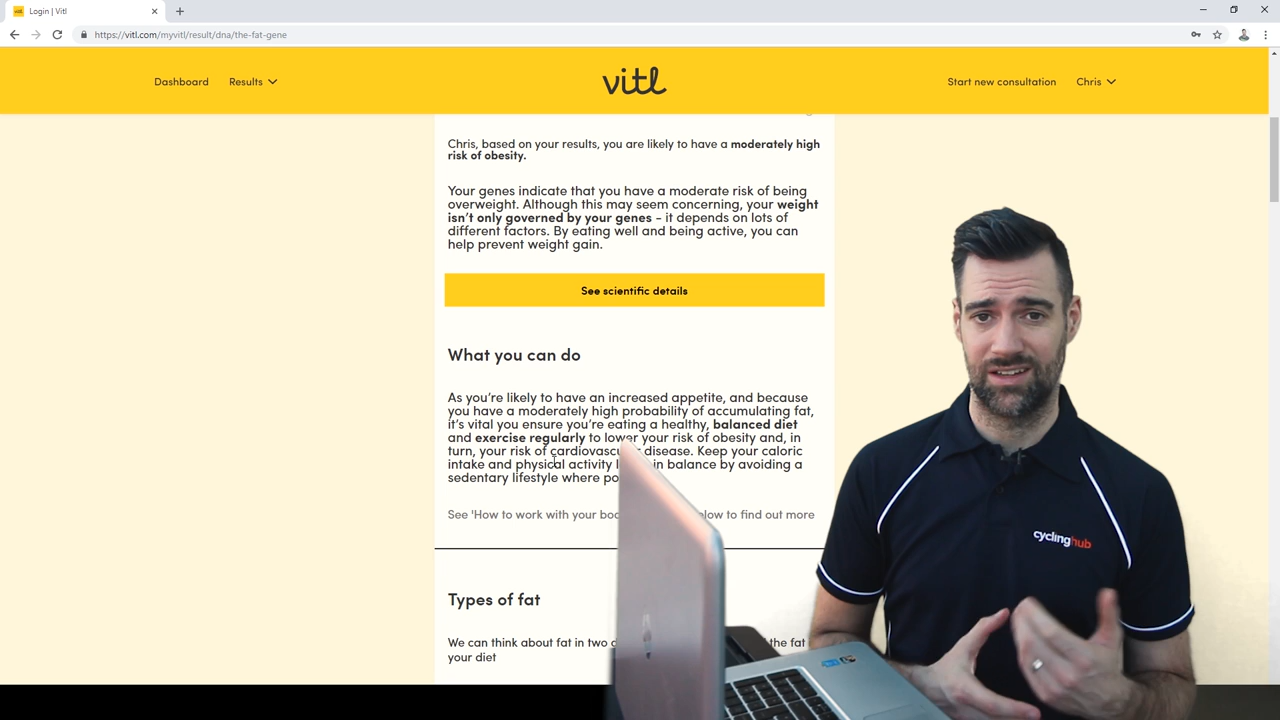 Login | Vitl
https://vitl.com/myvitl/result/dna/the-fat-gene
Dashboard Results vitl Start new consultation Chris
Chris, based on your results, you are likely to have a moderately high
risk of obesity.
Your genes indicate that you have a moderate risk of being
overweight. Although this may seem concerning, your weight
isn't only governed by your genes - it depends on lots of
different factors. By eating well and being active, you can
help prevent weight gain.
See scientific details
What you can do
As you're likely to have an increased appetite, and because
you have a moderately high probability of accumulating fat,
it's vital you ensure you're eating a healthy, balanced diet
and exercise regularly to lower your risk of obesity and, in
turn, your risk of disease. Keep your caloric
intake and physical activity in balance by avoiding a
sedentary lifestyle where
See 'How to work with your to find out more
cyclinghub
Types of fat
We can think about fat in two the fat
your diet